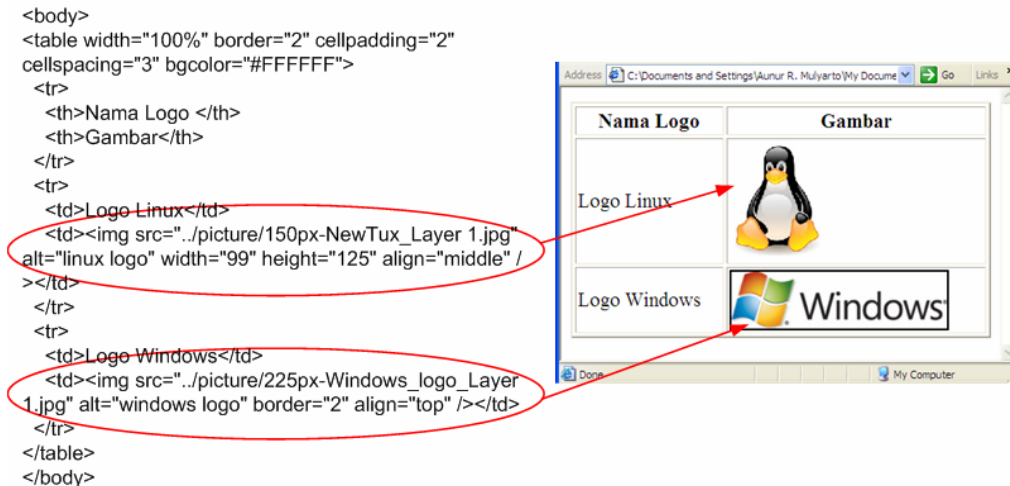 <body>
<table width="100%" border="2" cellpadding="2"
cellspacing="3" bgcolor="#FFFFFF">
<tr>
<th>Nama Logo </th>
<th>Gambar</th>
</tr>
<tr>
<td>Logo Linux</td>
<td><img src="../picture/150px-NewTux_Layer 1.jpg"
alt="linux logo" width="99" height="125" align="middle" /
></td>
</tr>
<tr>
<td>Logo Windows</td>
<td><img src="../picture/225px-Windows_logo_Layer
1.jpg" alt="windows logo" border="2" align="top" /></td>
</tr>
</table>
</body>
Address C:\Documents and Settings\Aunur R. Mulyarto\My Docume Go Links
Nama Logo Gambar
Logo Linux
Logo Windows Windows
Done My Computer